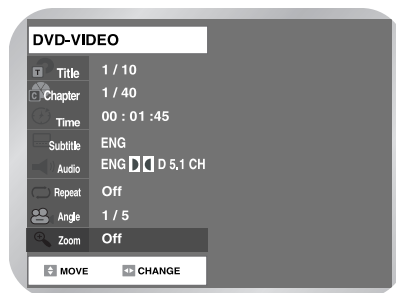 DVD-VIDEO
T Title 1 / 10
C Chapter 1 / 40
Time 00 : 01 :45
Subtitle ENG
Audio ENG D 5.1 CH
Repeat Off
Angle 1 / 5
Zoom Off
MOVE CHANGE